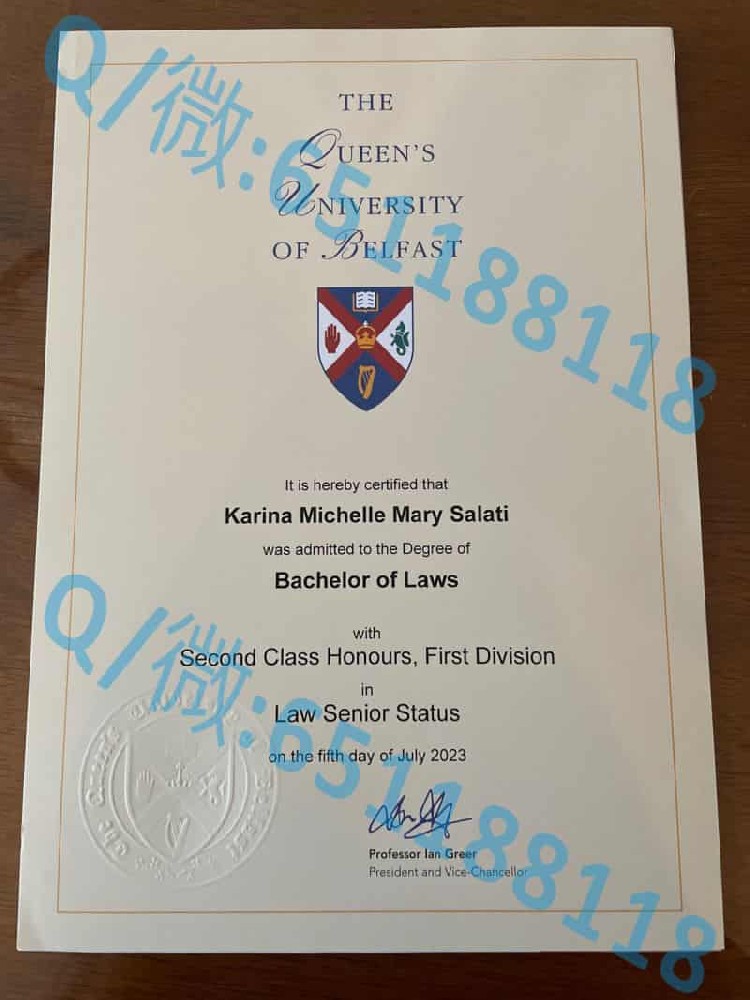 THE
QUEEN'S
UNIVERSITY
OF BELFAST
It is hereby certified that
Karina Michelle Mary Salati
was admitted to the Degree of
Bachelor of Laws
with
Second Class Honours, First Division
in
Law Senior Status
on the fifth day of July 2023
Professor Ian Greer
President and Vice-Chancellor
Q/微:651188118
Q/微:651188118